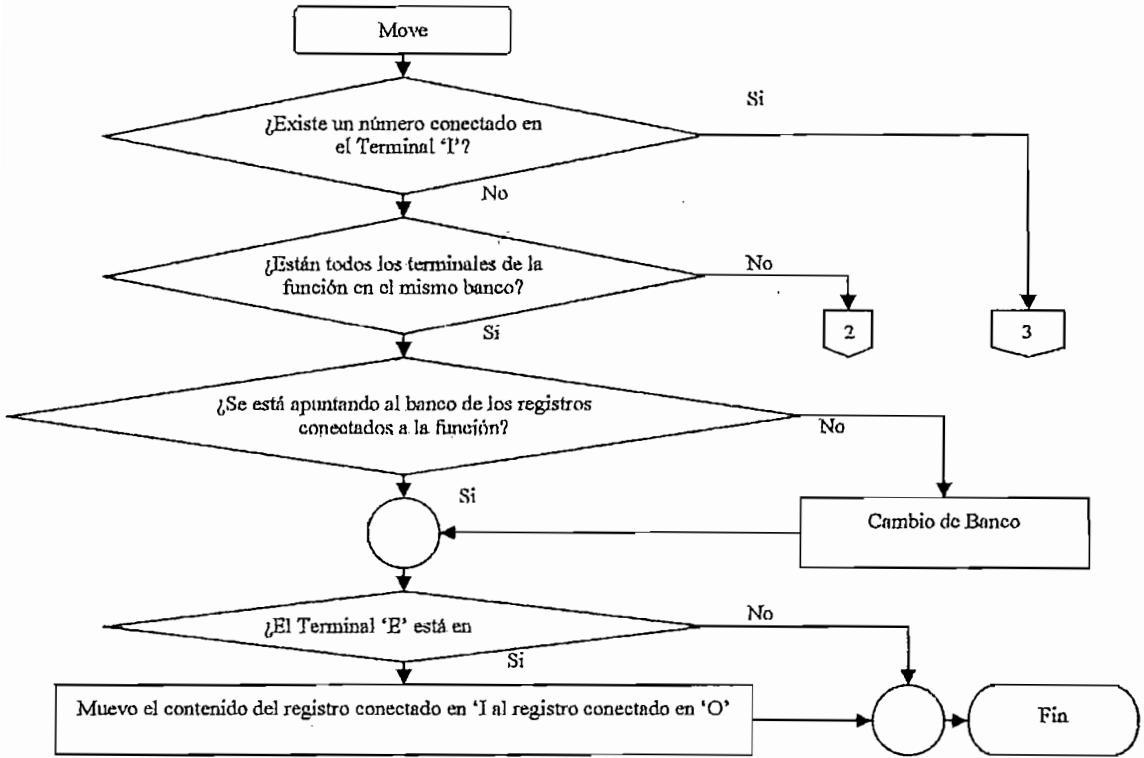 Move
Si
¿Existe un número conectado en
el Terminal ‘I’?
No
¿Están todos los terminales de la
función en el mismo banco?
No
2
3
Si
¿Se está apuntando al banco de los registros
conectados a la función?
No
Si
Cambio de Banco
¿El Terminal ‘E’ está en
No
Si
Muevo el contenido del registro conectado en ‘I al registro conectado en ‘O’
Fin